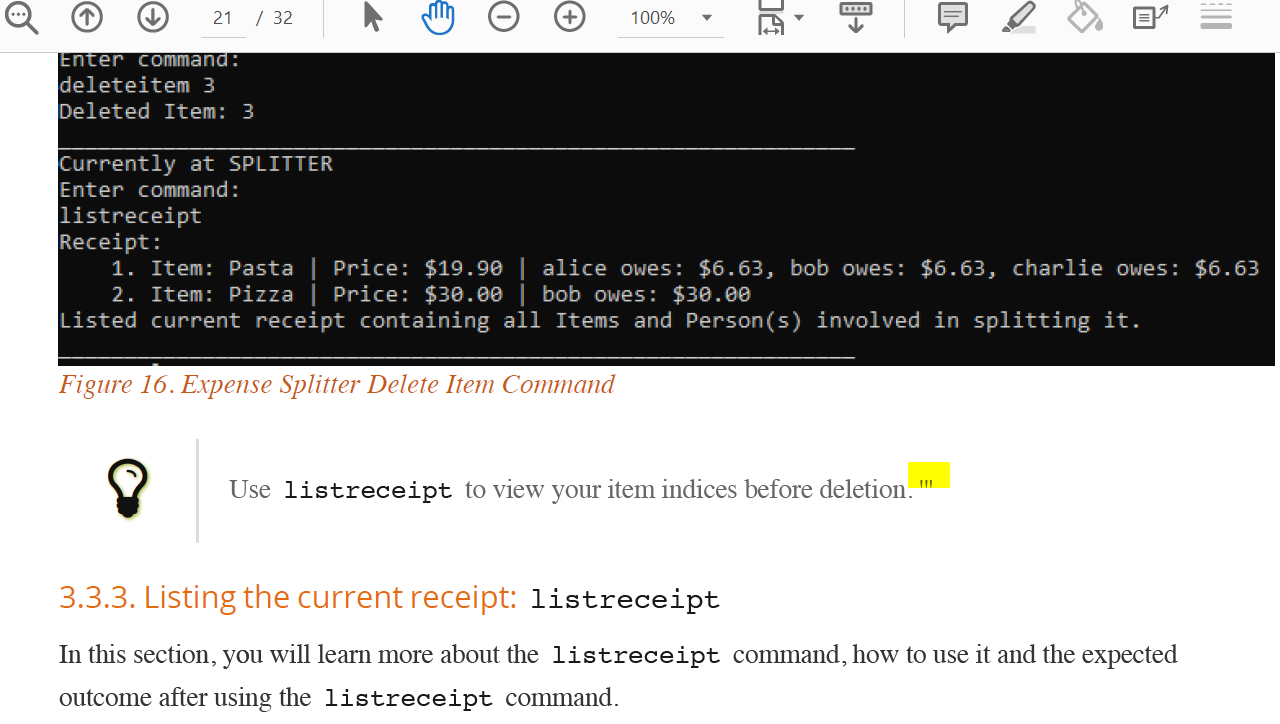 21 / 32 100%
Enter command:
deleteitem 3
Deleted Item: 3
Currently at SPLITTER
Enter command:
listreceipt
Receipt:
1. Item: Pasta | Price: $19.90 | alice owes: $6.63, bob owes: $6.63, charlie owes: $6.63
2. Item: Pizza | Price: $30.00 | bob owes: $30.00
Listed current receipt containing all Items and Person(s) involved in splitting it.
Figure 16. Expense Splitter Delete Item Command
Use listreceipt to view your item indices before deletion. '''
3.3.3. Listing the current receipt: listreceipt
In this section, you will learn more about the listreceipt command, how to use it and the expected
outcome after using the listreceipt command.